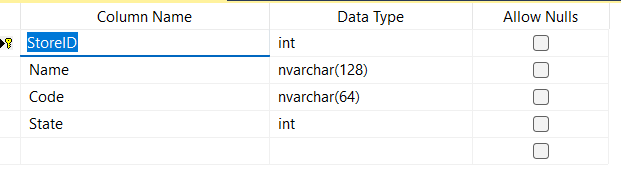 Column Name Data Type Allow Nulls
StoreID int
Name nvarchar(128)
Code nvarchar(64)
State int